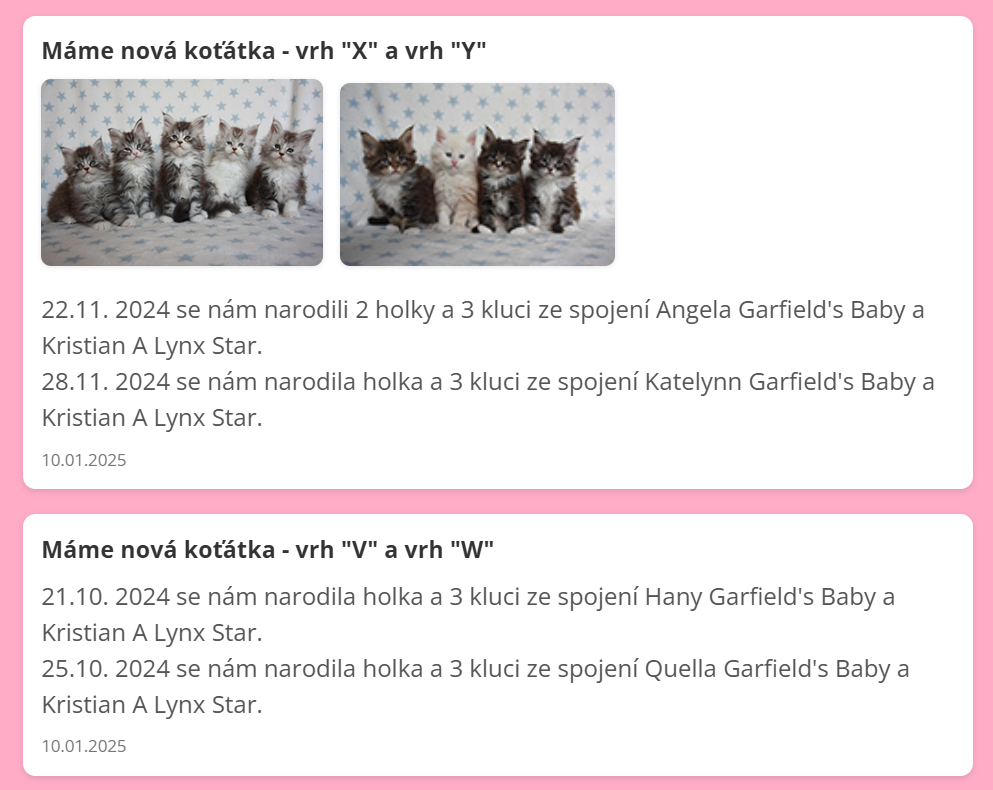 Máme nová koťátka - vrh "X" a vrh "Y"
22.11. 2024 se nám narodili 2 holky a 3 kluci ze spojení Angela Garfield's Baby a
Kristian A Lynx Star.
28.11. 2024 se nám narodila holka a 3 kluci ze spojení Katelynn Garfield's Baby a
Kristian A Lynx Star.
10.01.2025
Máme nová koťátka - vrh "V" a vrh "W"
21.10. 2024 se nám narodila holka a 3 kluci ze spojení Hany Garfield's Baby a
Kristian A Lynx Star.
25.10. 2024 se nám narodila holka a 3 kluci ze spojení Quella Garfield's Baby a
Kristian A Lynx Star.
10.01.2025